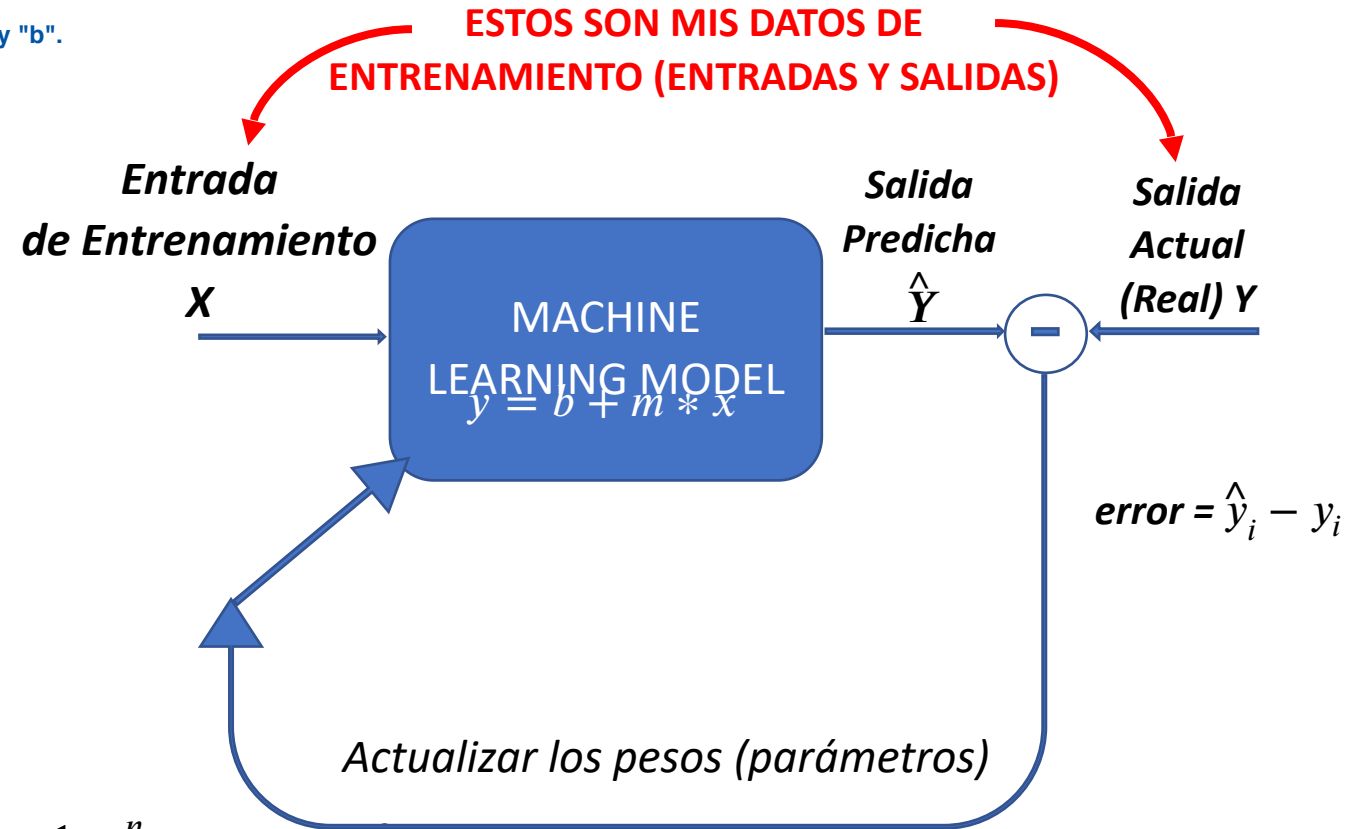 y "b".
ESTOS SON MIS DATOS DE
ENTRENAMIENTO (ENTRADAS Y SALIDAS)
Entrada
de Entrenamiento
X
MACHINE
LEARNING MODEL
y = b + m * x
Salida
Predicha
Ŷ
Salida
Actual
(Real) Y
-
error = ŷᵢ − yᵢ
Actualizar los pesos (parámetros)
n